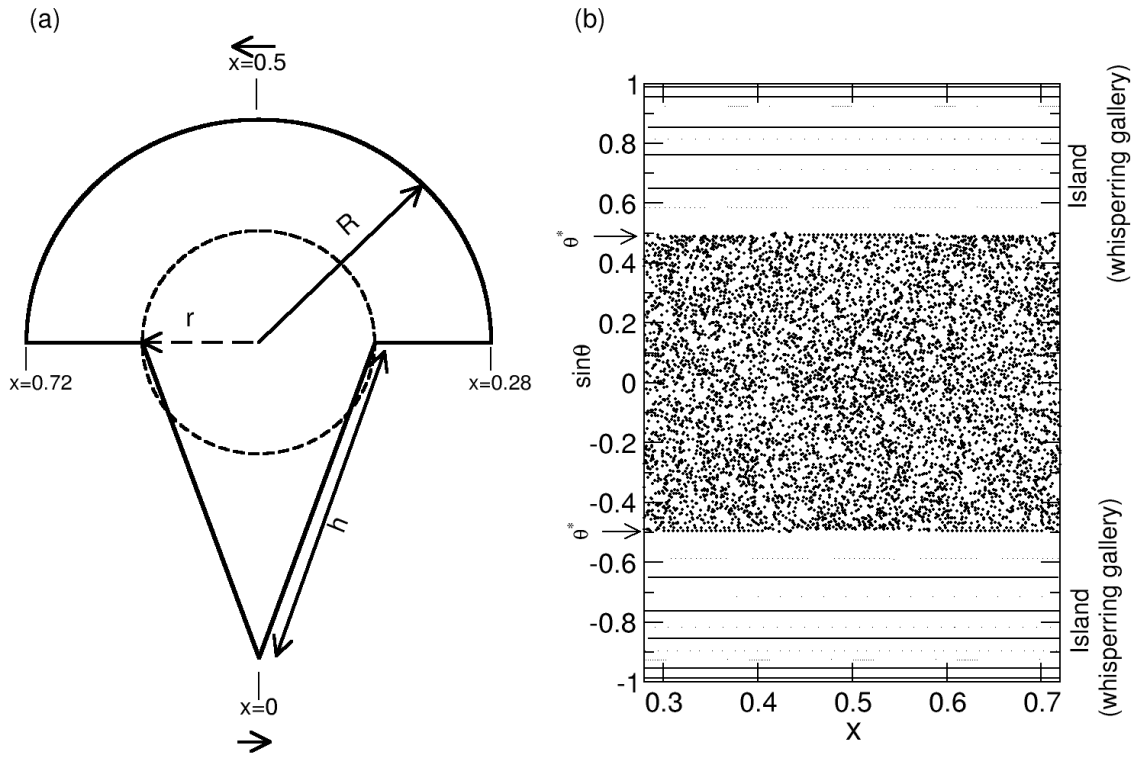 (a)
x=0.5
R
r
x=0.72
x=0.28
h
x=0
(b)
1
0.8
0.6
0.4
0.2
0
-0.2
-0.4
-0.6
-0.8
-1
sinθ
θ*
θ*
0.3
0.4
0.5
0.6
0.7
x
Island
(whisperring gallery)
Island
(whisperring gallery)